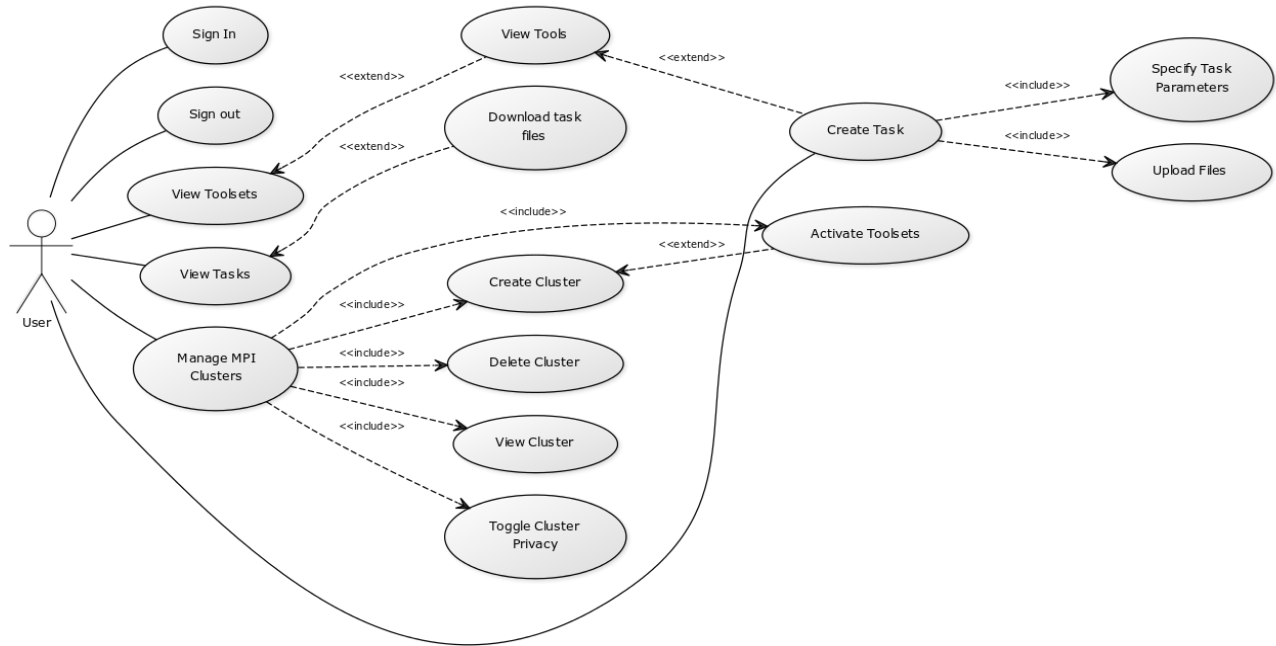 Sign In
View Tools
<<extend>>
<<extend>>
Specify Task
Parameters
<<include>>
Sign out
Download task
files
Create Task
<<include>>
<<extend>>
Upload Files
View Toolsets
<<include>>
Activate Toolsets
<<extend>>
View Tasks
Create Cluster
<<include>>
User
Manage MPI
Clusters
<<include>>
Delete Cluster
<<include>>
<<include>>
View Cluster
Toggle Cluster
Privacy